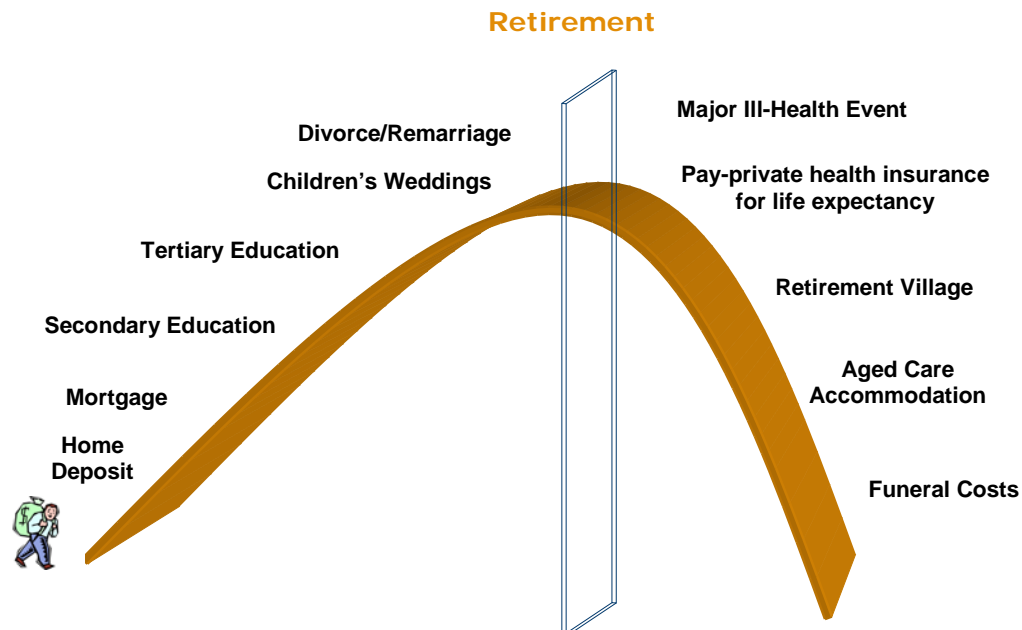 Retirement
Major Ill-Health Event
Divorce/Remarriage
Pay-private health insurance
for life expectancy
Children's Weddings
Tertiary Education
Retirement Village
Secondary Education
Aged Care
Accommodation
Mortgage
Home
Deposit
Funeral Costs
$